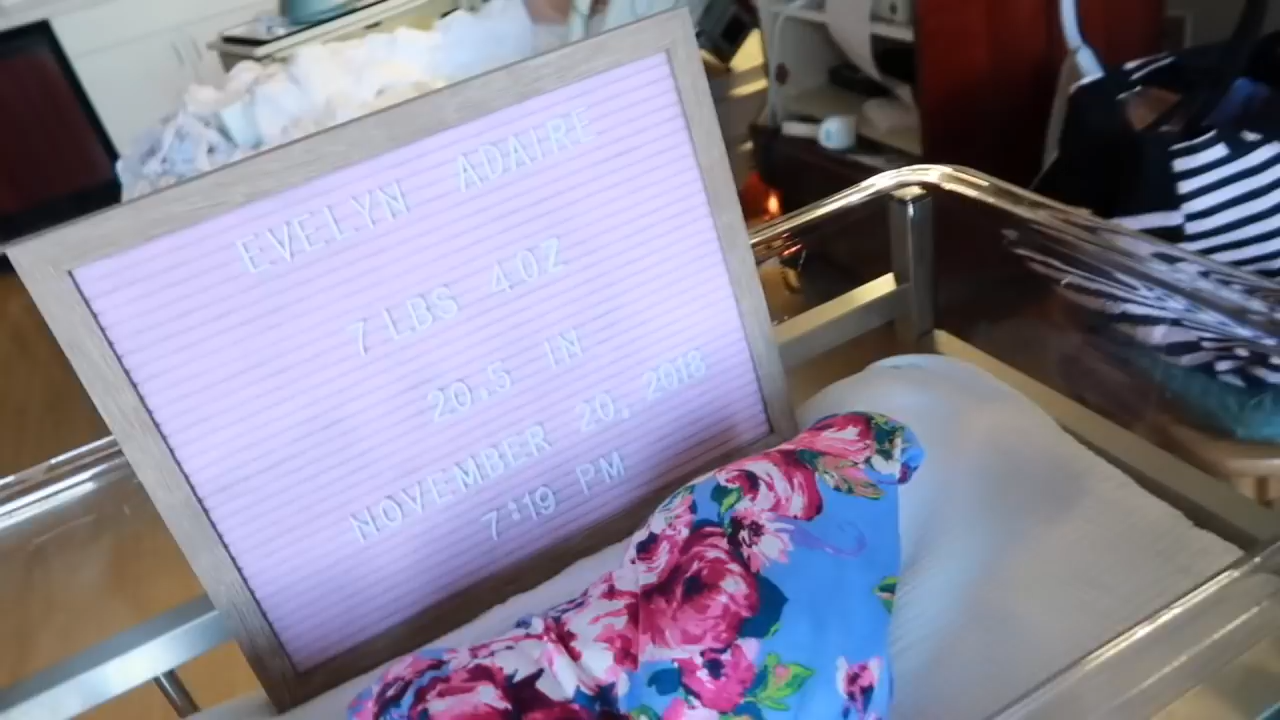 EVELYN ADAIRE
7 LBS 4 OZ
20.5 IN
NOVEMBER 20, 2018
7:19 PM